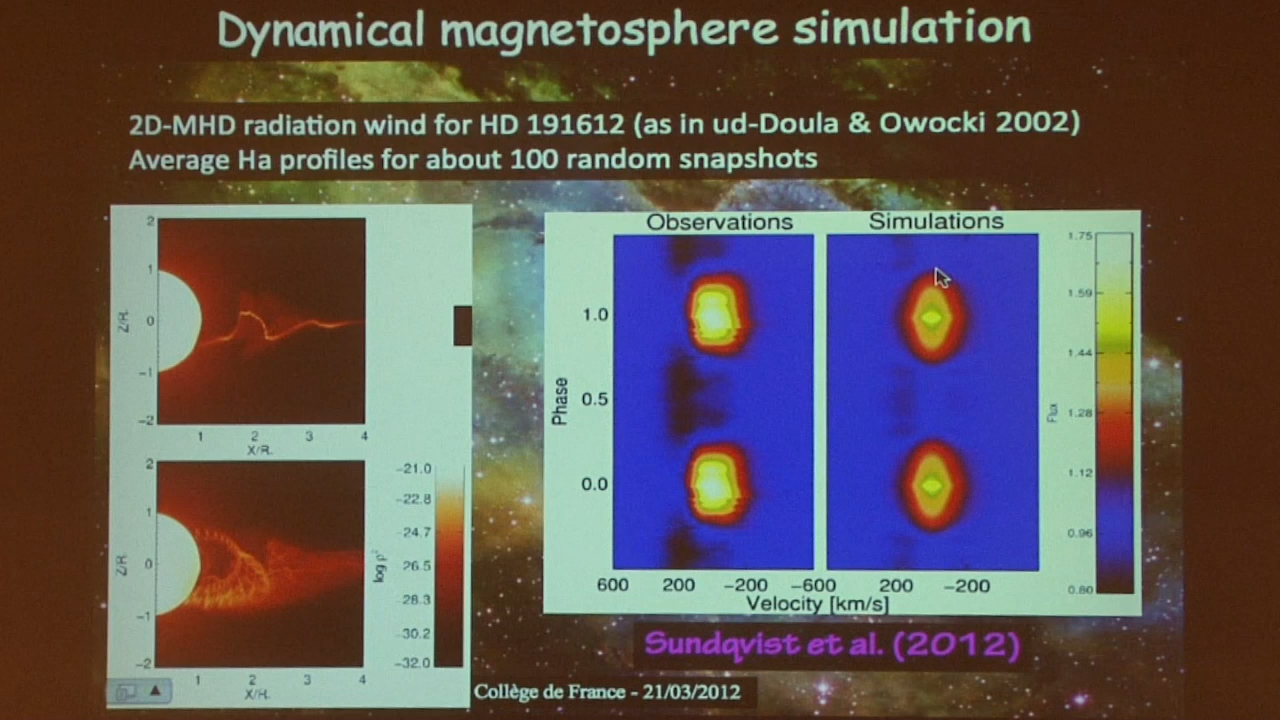 Dynamical magnetosphere simulation
2D-MHD radiation wind for HD 191612 (as in ud-Doula & Owocki 2002)
Average Ha profiles for about 100 random snapshots
2
1
0
-1
-2
Z/R.
1 2 3 4
X/R.
2
1
0
-1
-2
Z/R.
1 2 3 4
X/R.
-21.0
-22.8
-24.7
-26.5
-28.3
-30.2
-32.0
log ρ²
Observations Simulations
1.0
0.5
0.0
Phase
600 200 -200 -600 200 -200
Velocity [km/s]
1.75
1.59
1.44
1.28
1.12
0.96
0.80
Flux
Sundqvist et al. (2012)
Collège de France - 21/03/2012